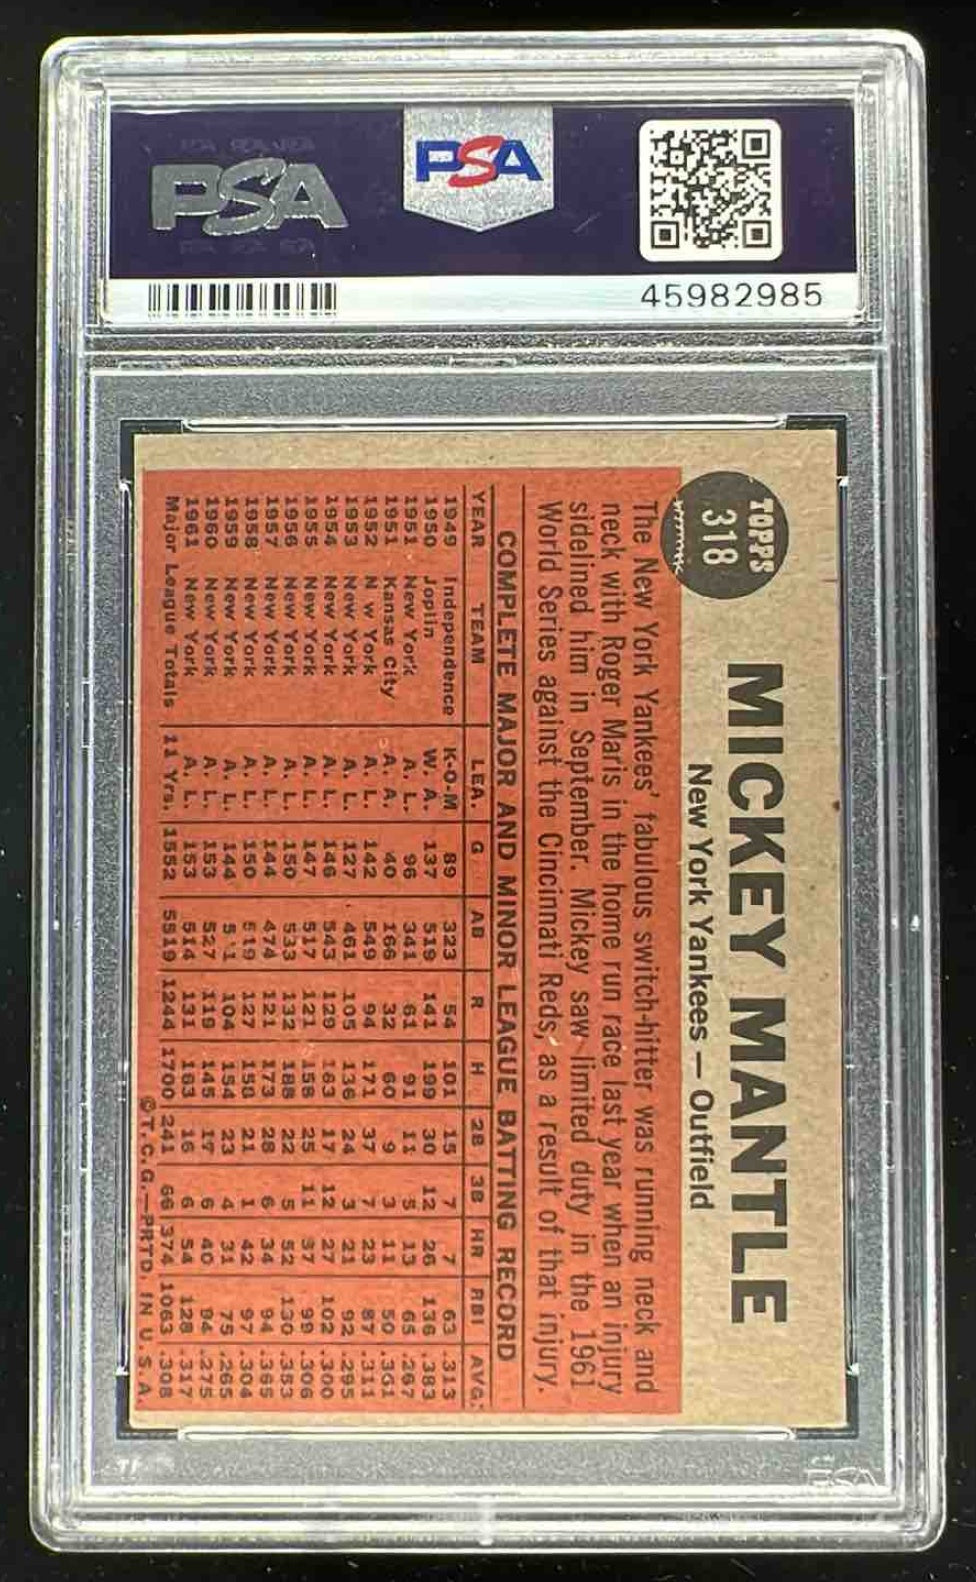 PSA
PSA
45982985
TOPPS
318
MICKEY MANTLE
New York Yankees — Outfield
The New York Yankees' fabulous switch-hitter was running neck and
neck with Roger Maris in the home run race last year when an injury
sidelined him in September. Mickey saw limited duty in the 1961
World Series against the Cincinnati Reds, as a result of that injury.
COMPLETE MAJOR AND MINOR LEAGUE BATTING RECORD
YEAR TEAM LEA. G AB R H 2B 3B HR RBI AVG.
1949 Independence K-O-M 89 323 54 101 15 7 7 63 .313
1950 Joplin W. A. 137 519 141 199 30 12 26 136 .383
1951 New York A. L. 96 341 61 91 11 5 13 65 .267
1951 Kansas City A. A. 40 166 32 60 9 3 11 50 .361
1952 N w York A. L. 142 549 94 171 37 7 23 87 .311
1953 New York A. L. 127 461 105 136 24 3 21 92 .295
1954 New York A. L. 146 543 129 163 17 12 27 102 .300
1955 New York A. L. 147 517 121 158 25 11 37 99 .306
1956 New York A. L. 150 533 132 188 22 5 52 130 .353
1957 New York A. L. 144 474 121 173 28 6 34 94 .365
1958 New York A. L. 150 519 127 158 21 1 42 97 .304
1959 New York A. L. 144 104 154 23 4 31 75 .265
1960 New York A. L. 153 527 119 145 17 6 40 94 .275
1961 New York A. L. 153 514 131 163 16 6 54 128 .317
Major League Totals 11 Yrs. 1552 5519 1244 1700 241 66 374 1063 .308
©T.C.G.—PRTD. IN U.S.A.
PSA